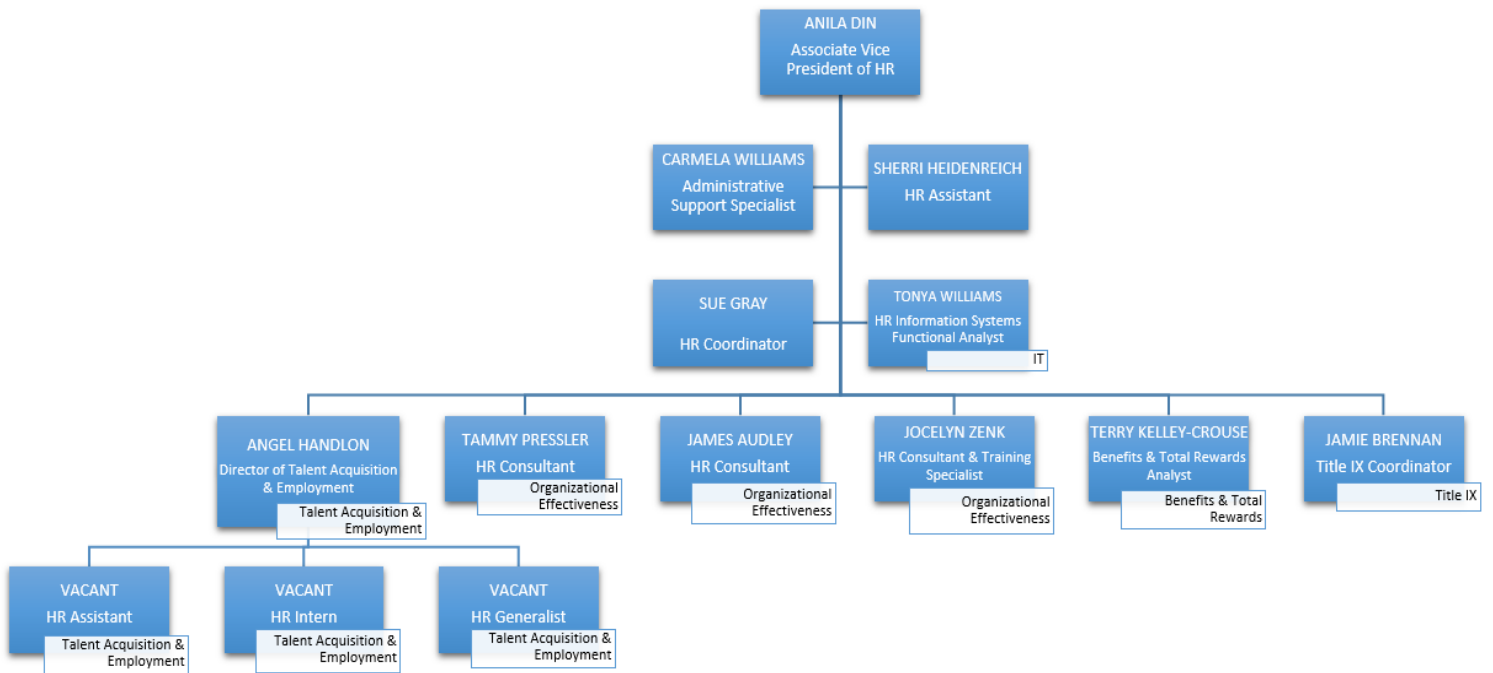 ANILA DIN
Associate Vice
President of HR
CARMELA WILLIAMS
Administrative
Support Specialist
SHERRI HEIDENREICH
HR Assistant
SUE GRAY
HR Coordinator
TONYA WILLIAMS
HR Information Systems
Functional Analyst
IT
ANGEL HANDLON
Director of Talent Acquisition
& Employment
Talent Acquisition &
Employment
TAMMY PRESSLER
HR Consultant
Organizational
Effectiveness
JAMES AUDLEY
HR Consultant
Organizational
Effectiveness
JOCELYN ZENK
HR Consultant & Training
Specialist
Organizational
Effectiveness
TERRY KELLEY-CROUSE
Benefits & Total Rewards
Analyst
Benefits & Total
Rewards
JAMIE BRENNAN
Title IX Coordinator
Title IX
VACANT
HR Assistant
Talent Acquisition &
Employment
VACANT
HR Intern
Talent Acquisition &
Employment
VACANT
HR Generalist
Talent Acquisition &
Employment